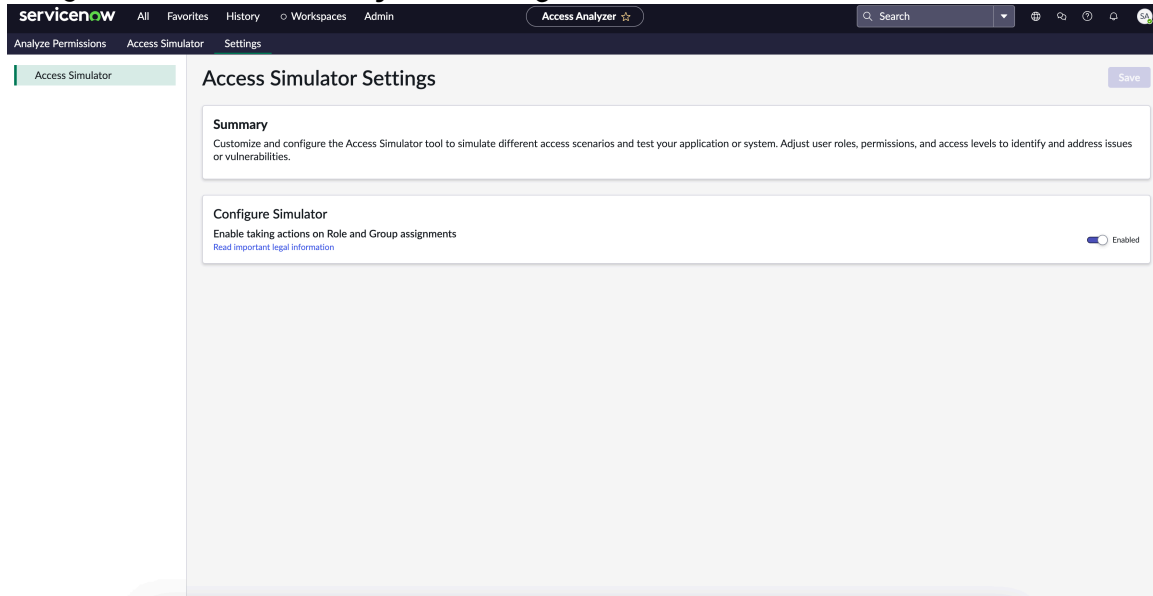 servicenow All Favorites History Workspaces Admin Access Analyzer Search SA
Analyze Permissions Access Simulator Settings
Access Simulator
Access Simulator Settings Save
Summary
Customize and configure the Access Simulator tool to simulate different access scenarios and test your application or system. Adjust user roles, permissions, and access levels to identify and address issues
or vulnerabilities.
Configure Simulator
Enable taking actions on Role and Group assignments
Read important legal information Enabled